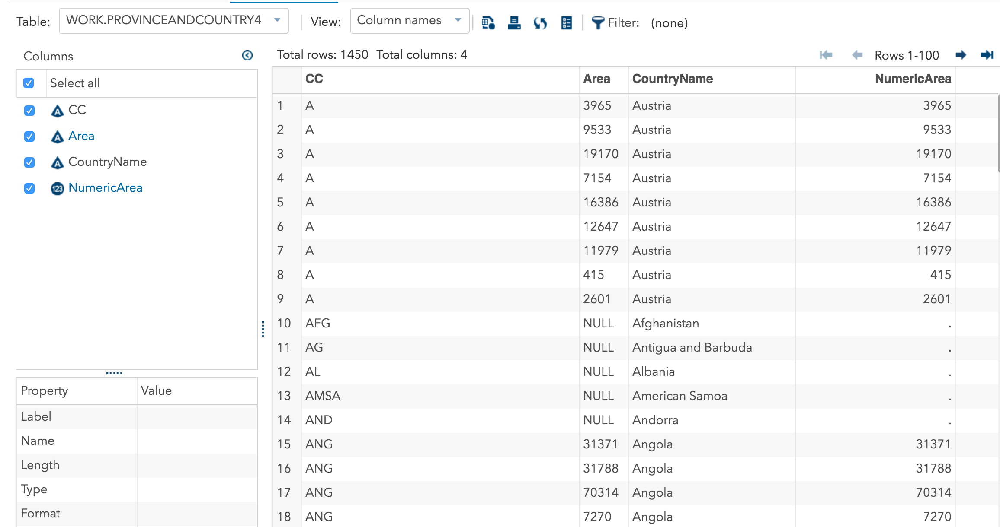 Table: WORK.PROVINCEANDCOUNTRY4 View: Column names Filter: (none)
Columns
Select all
CC
Area
CountryName
NumericArea
Property Value
Label
Name
Length
Type
Format
Total rows: 1450 Total columns: 4 Rows 1-100
CC Area CountryName NumericArea
1 A 3965 Austria 3965
2 A 9533 Austria 9533
3 A 19170 Austria 19170
4 A 7154 Austria 7154
5 A 16386 Austria 16386
6 A 12647 Austria 12647
7 A 11979 Austria 11979
8 A 415 Austria 415
9 A 2601 Austria 2601
10 AFG NULL Afghanistan .
11 AG NULL Antigua and Barbuda .
12 AL NULL Albania .
13 AMSA NULL American Samoa .
14 AND NULL Andorra .
15 ANG 31371 Angola 31371
16 ANG 31788 Angola 31788
17 ANG 70314 Angola 70314
18 ANG 7270 Angola 7270